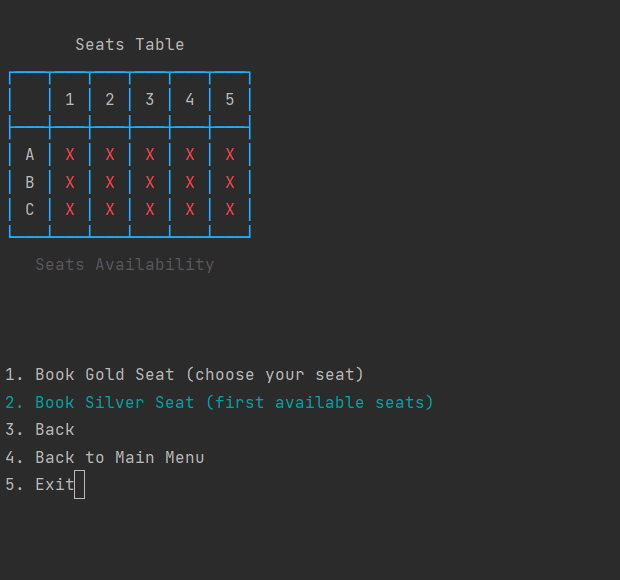 Seats Table
1 2 3 4 5
A X X X X X
B X X X X X
C X X X X X
Seats Availability
1. Book Gold Seat (choose your seat)
2. Book Silver Seat (first available seats)
3. Back
4. Back to Main Menu
5. Exit